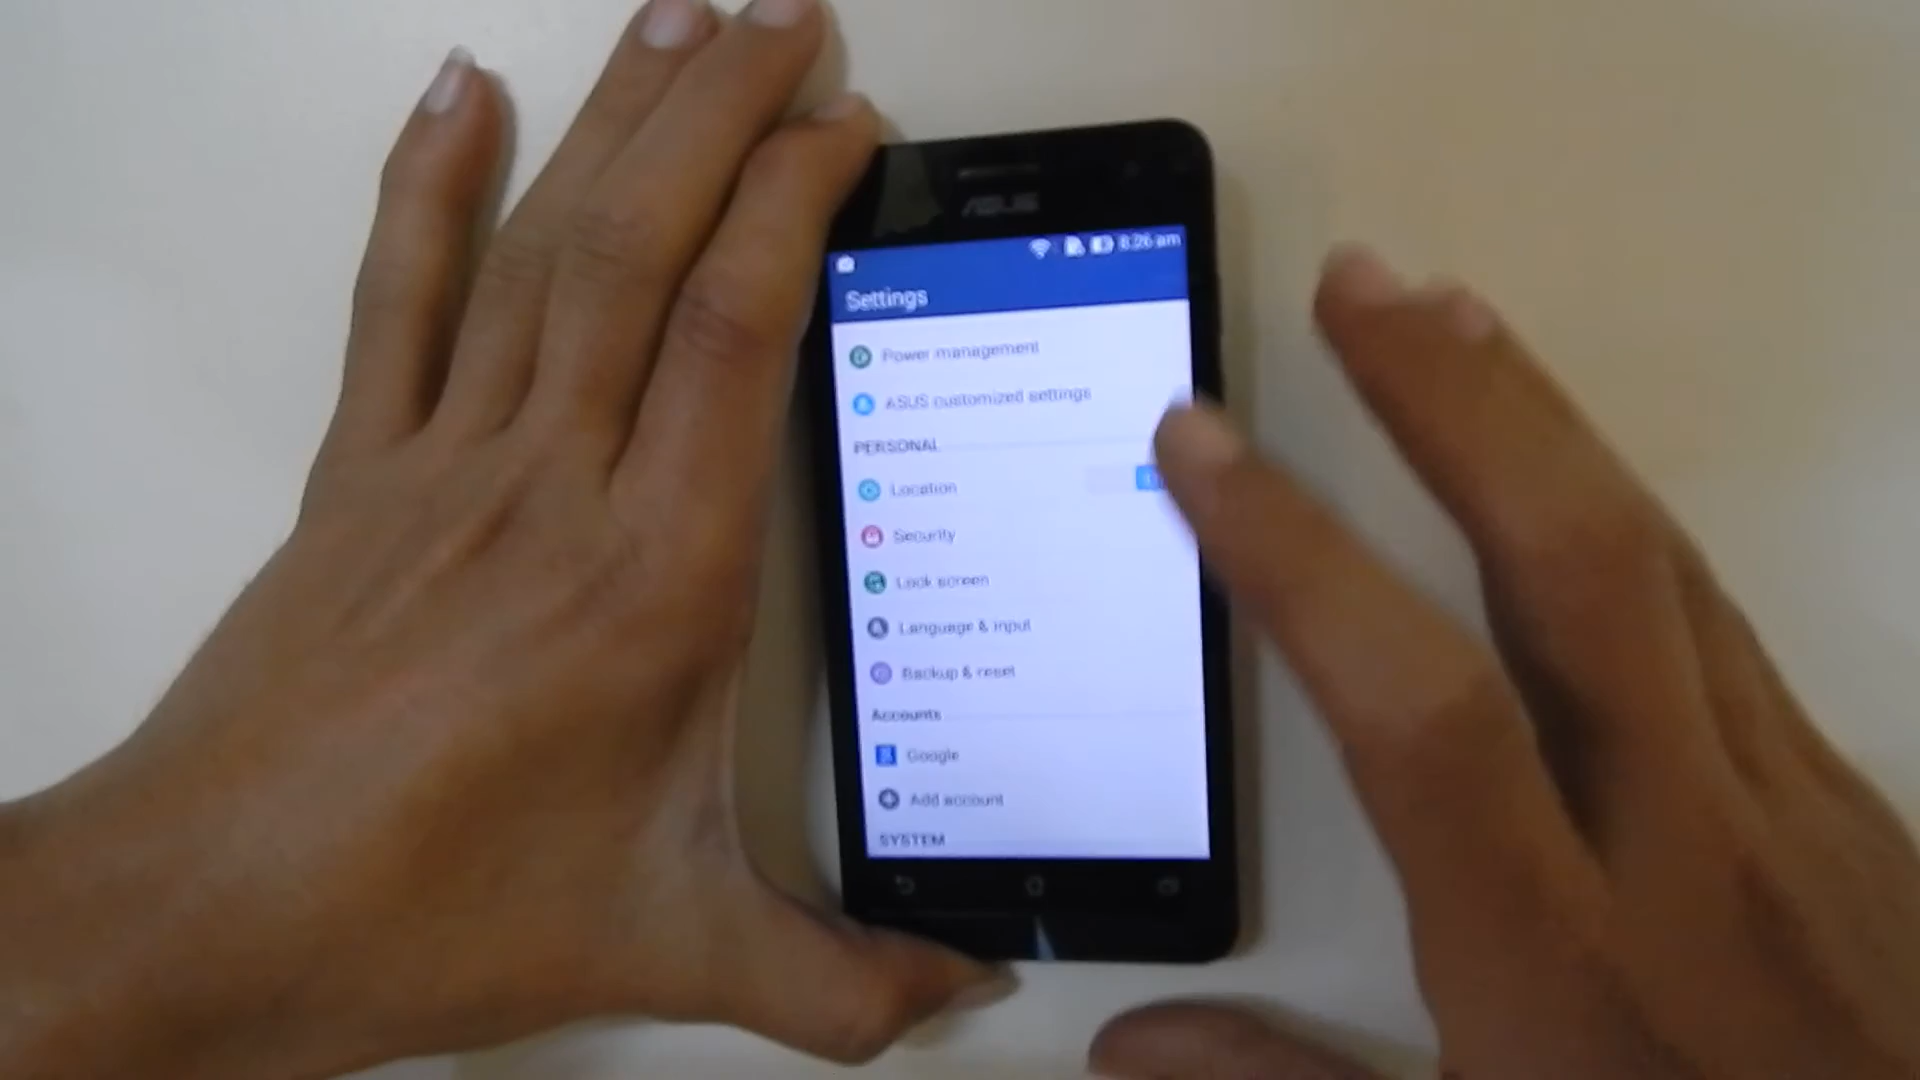 ASUS
8:26 am
Settings
Power management
ASUS customized settings
PERSONAL
Location
Security
Lock screen
Language & input
Backup & reset
Accounts
Google
Add account
SYSTEM